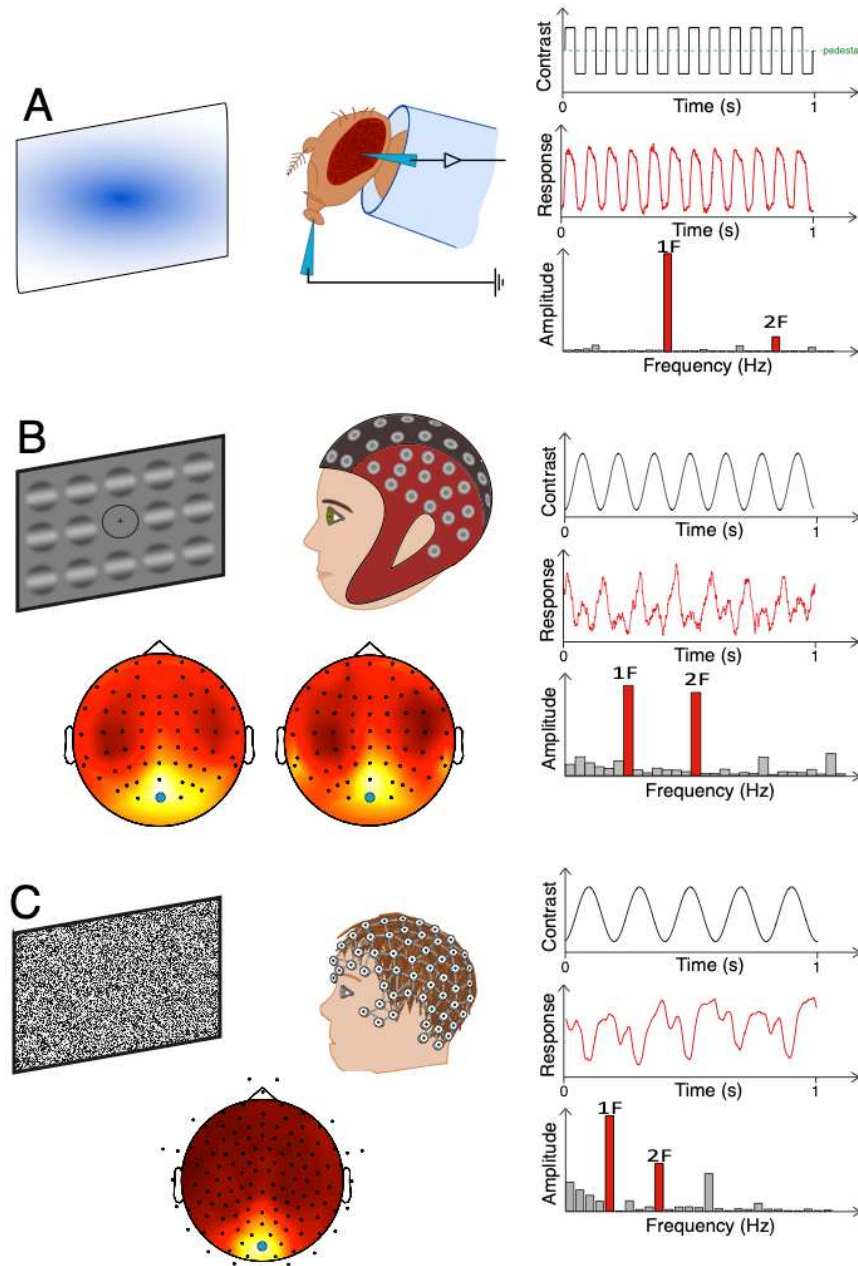 A
Contrast
pedesta
0
Time (s)
1
Response
0
Time (s)
1
Amplitude
1F
2F
Frequency (Hz)
B
Contrast
0
Time (s)
1
Response
0
Time (s)
1
Amplitude
1F
2F
Frequency (Hz)
C
Contrast
0
Time (s)
1
Response
0
Time (s)
1
Amplitude
1F
2F
Frequency (Hz)